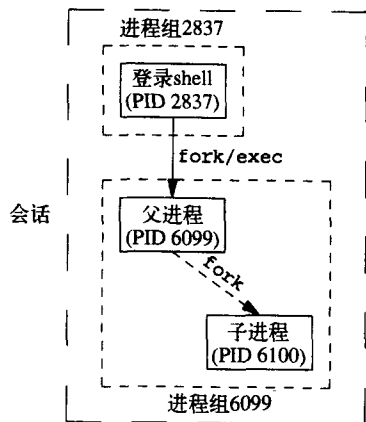 进程组2837
登录shell
(PID 2837)
fork/exec
会话
父进程
(PID 6099)
fork
子进程
(PID 6100)
进程组6099